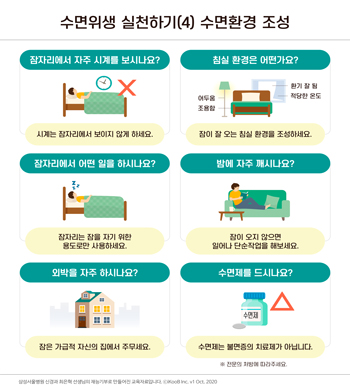 수면위생 실천하기(4) 수면환경 조성
잠자리에서 자주 시계를 보시나요?
시계는 잠자리에서 보이지 않게 하세요.
침실 환경은 어떤가요?
어두움
조용함
환기 잘 됨
적당한 온도
잠이 잘 오는 침실 환경을 조성하세요.
잠자리에서 어떤 일을 하시나요?
잠자리는 잠을 자기 위한
용도로만 사용하세요.
밤에 자주 깨시나요?
잠이 오지 않으면
일어나 단순작업을 해보세요.
외박을 자주 하시나요?
잠은 가급적 자신의 집에서 주무세요.
수면제를 드시나요?
수면제
수면제는 불면증의 치료제가 아닙니다.
※ 전문의 처방에 따라주세요.
삼성서울병원 신경과 최은혁 선생님의 재능기부로 만들어진 교육자료입니다. ©iKooB Inc. v1 Oct, 2020